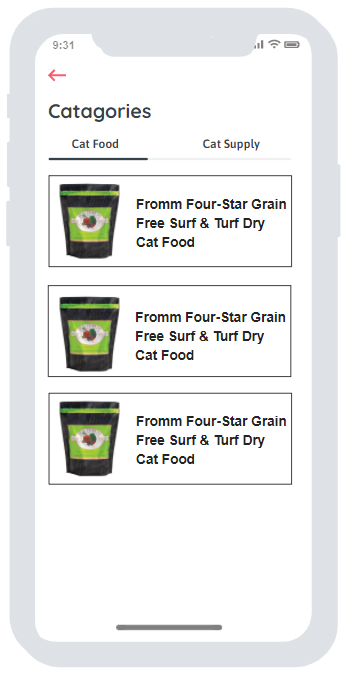 9:31
Catagories
Cat Food Cat Supply
Fromm Four-Star Grain
Free Surf & Turf Dry
Cat Food
Fromm Four-Star Grain
Free Surf & Turf Dry
Cat Food
Fromm Four-Star Grain
Free Surf & Turf Dry
Cat Food